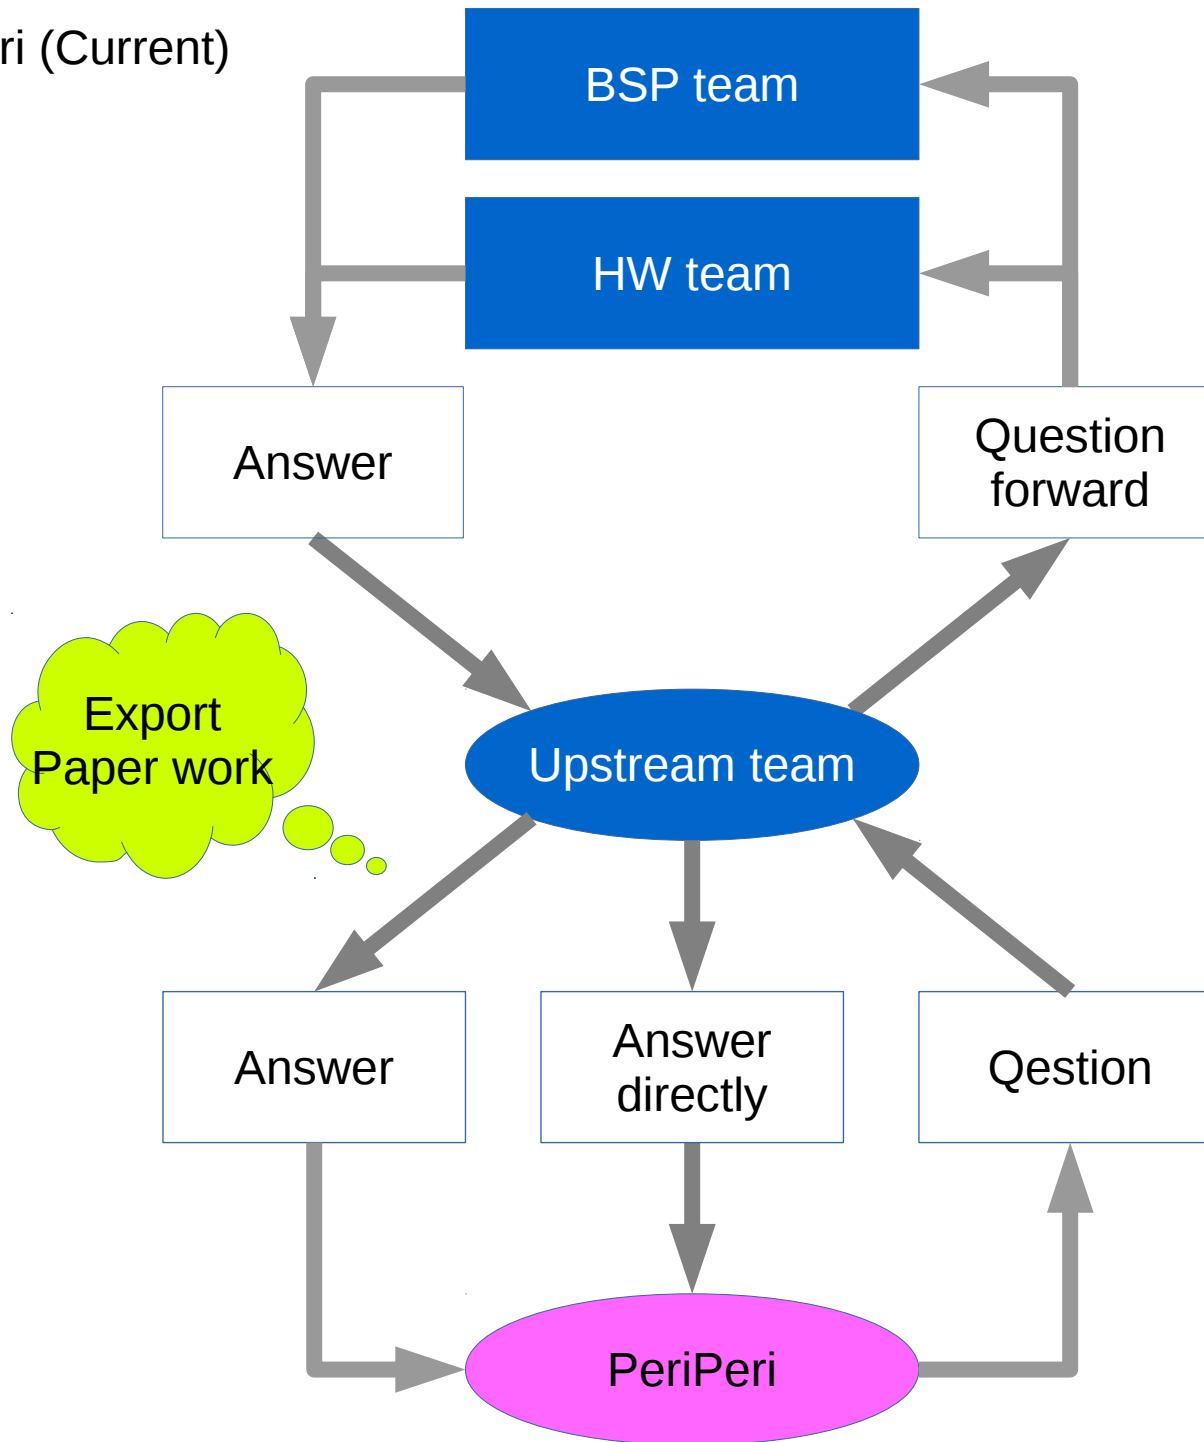 ri (Current)
BSP team
HW team
Answer
Question
forward
Export
Paper work
Upstream team
Answer
Answer
directly
Qestion
PeriPeri